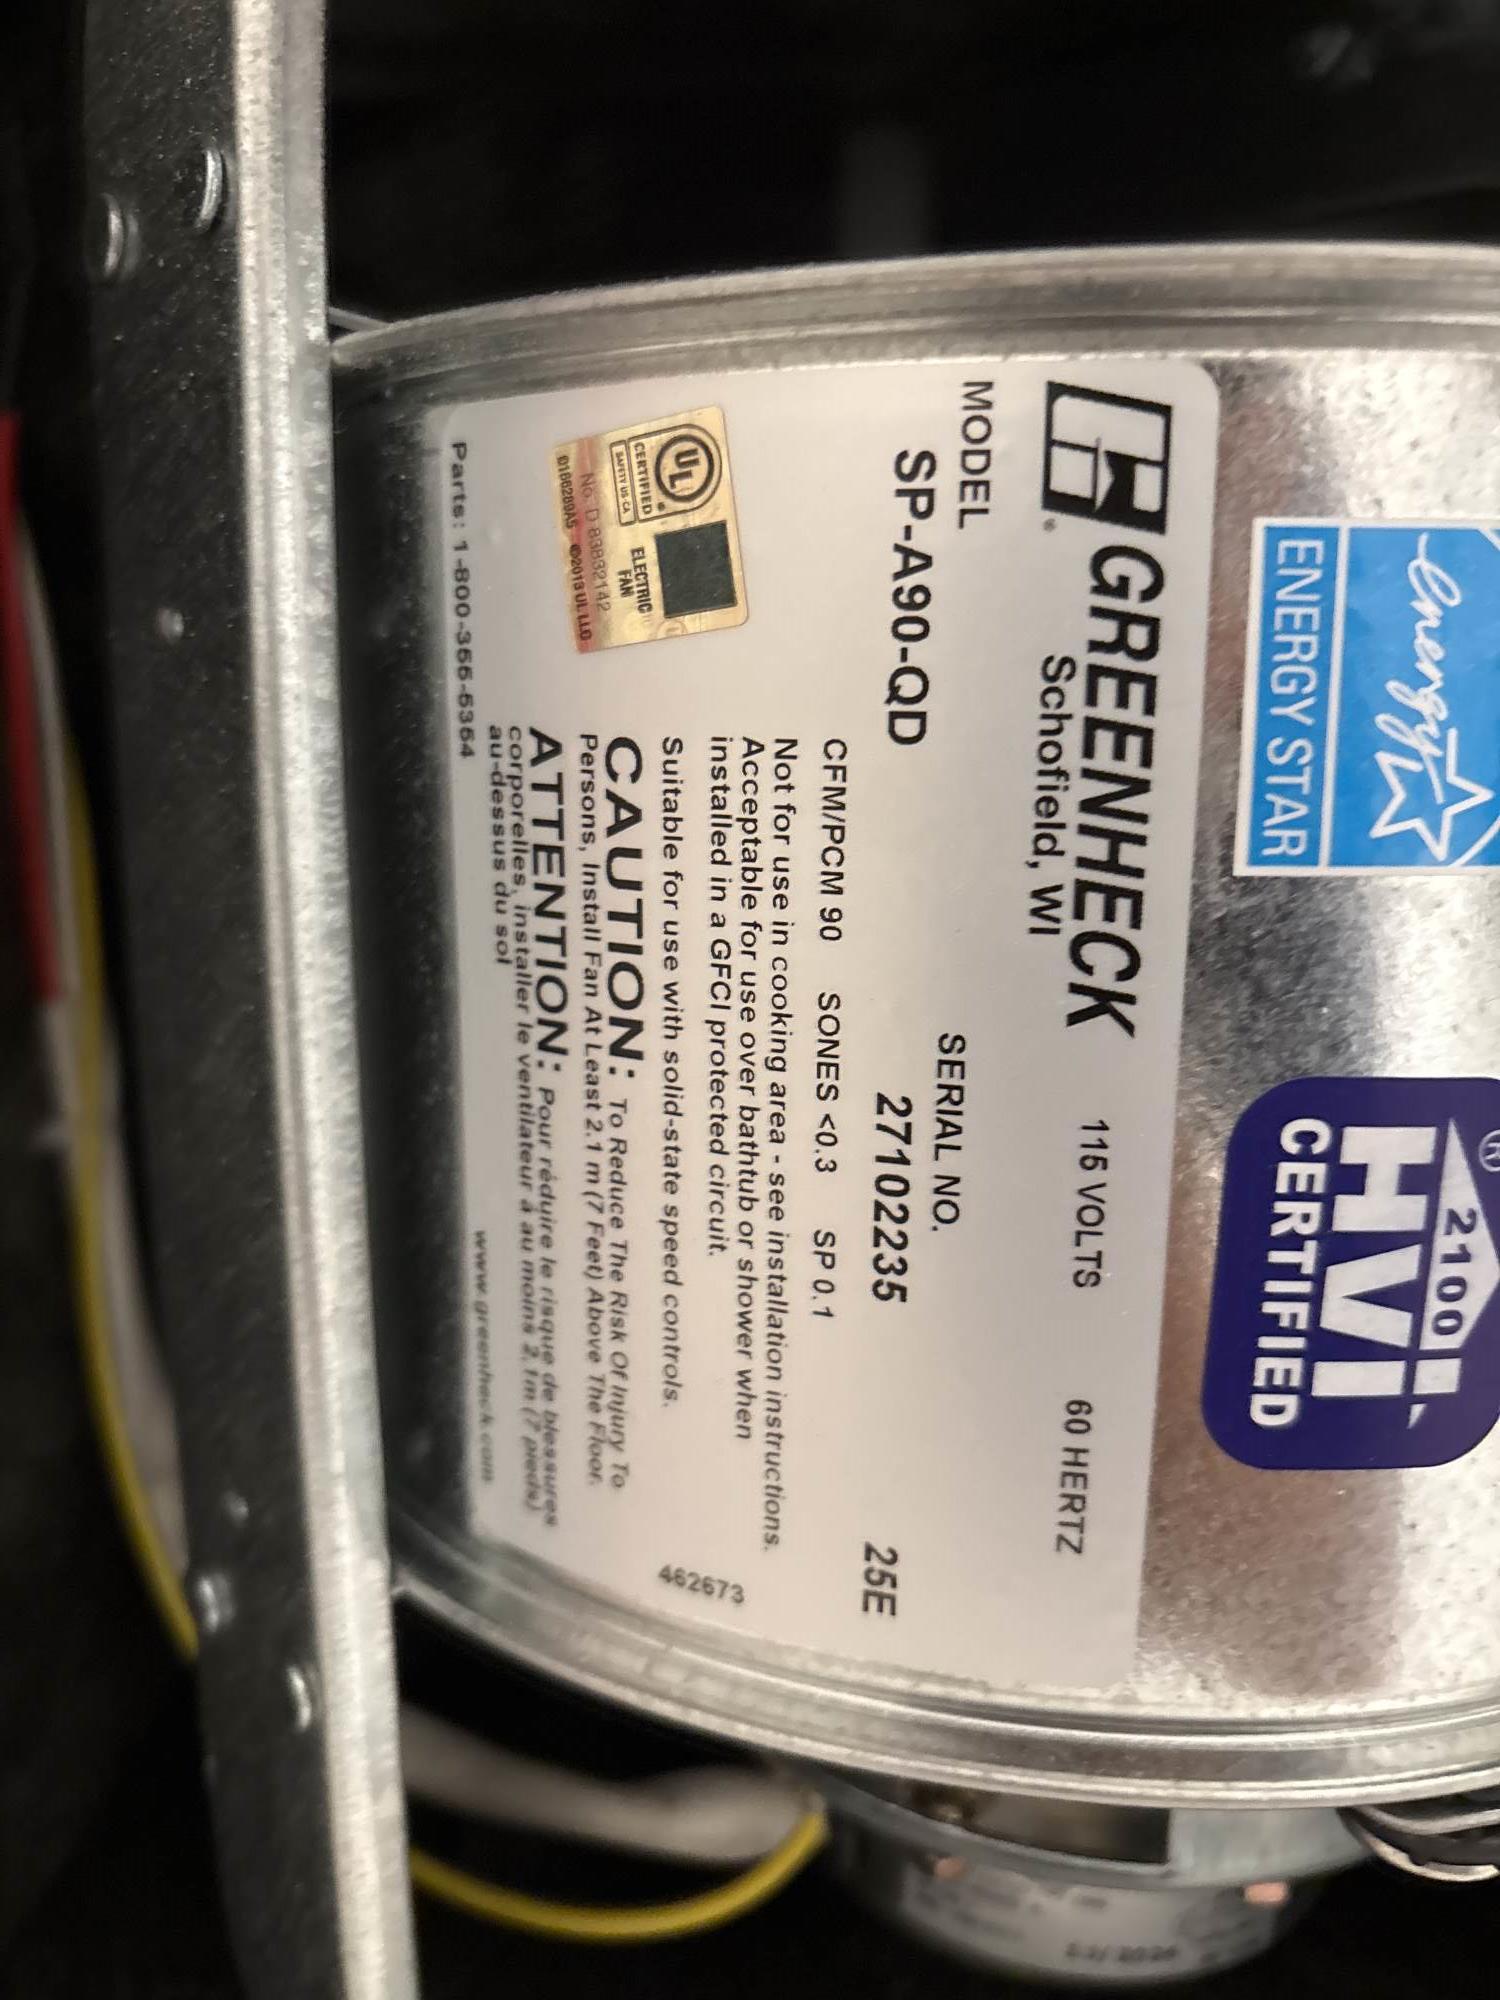 energy
ENERGY STAR
®
2100
HVI
CERTIFIED
GREENHECK
®
Schofield, WI
115 VOLTS
60 HERTZ
MODEL
SERIAL NO.
SP-A90-QD
27102235
25E
CFM/PCM 90 SONES <0.3 SP 0.1
Not for use in cooking area - see installation instructions.
Acceptable for use over bathtub or shower when
installed in a GFCI protected circuit.
Suitable for use with solid-state speed controls.
462673
CAUTION: To Reduce The Risk Of Injury To
Persons, Install Fan At Least 2.1 m (7 Feet) Above The Floor.
ATTENTION: Pour réduire le risque de blessures
corporelles, installer le ventilateur à au moins 2.1m (7 pieds)
au-dessus du sol
UL
CERTIFIED
SAFETY US CA
ELECTRIC
FAN
No. D 83832142
©2013 UL LLC
Parts: 1-800-355-5354
www.greenheck.com